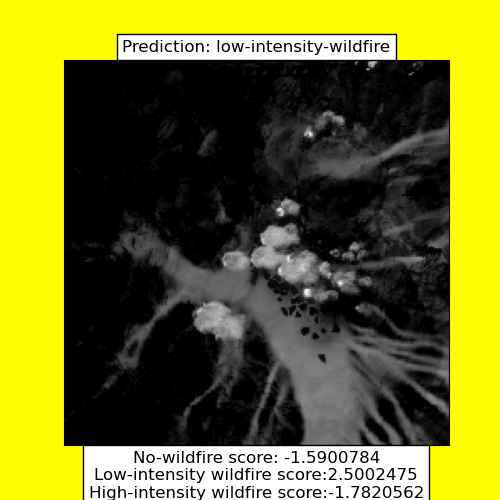 Prediction: low-intensity-wildfire
No-wildfire score: -1.5900784
Low-intensity wildfire score:2.5002475
High-intensity wildfire score:-1.7820562